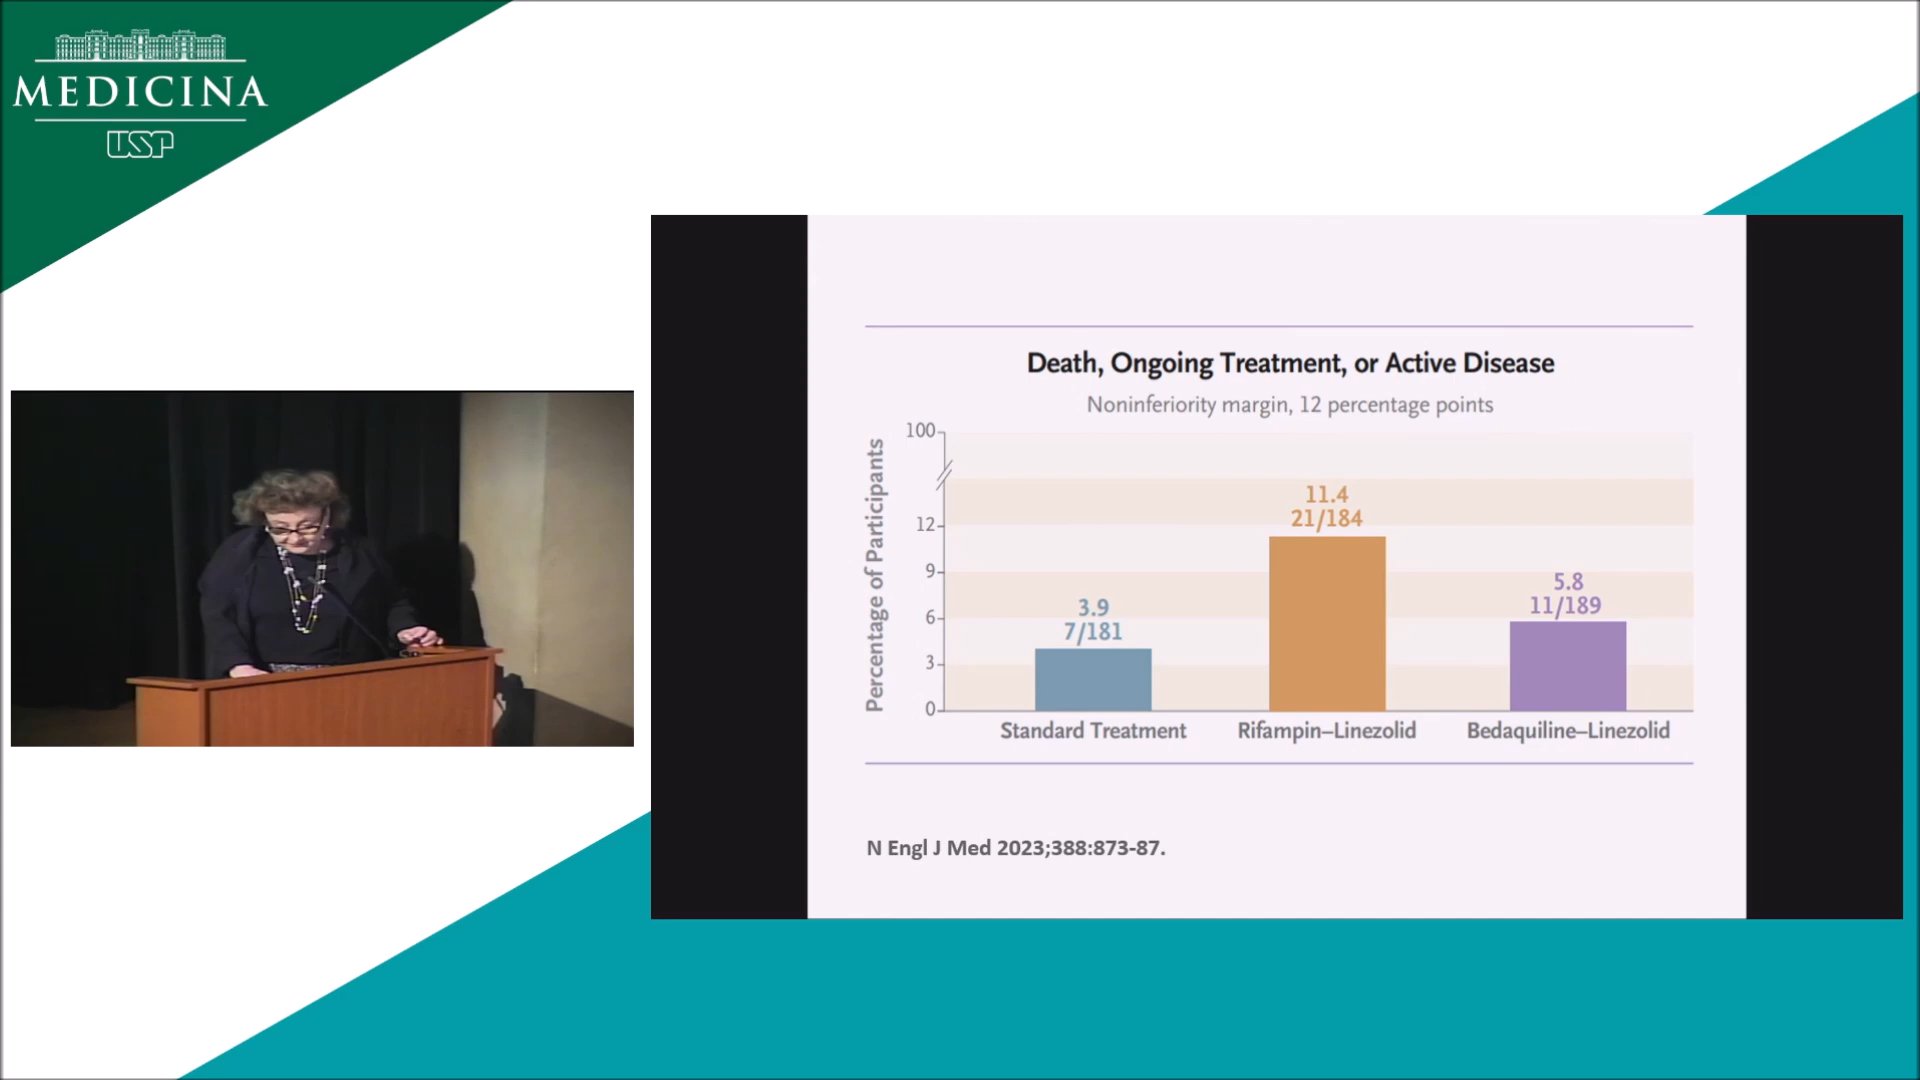 MEDICINA
USP
Death, Ongoing Treatment, or Active Disease
Noninferiority margin, 12 percentage points
Percentage of Participants
100
12
9
6
3
0
3.9
7/181
11.4
21/184
5.8
11/189
Standard Treatment
Rifampin–Linezolid
Bedaquiline–Linezolid
N Engl J Med 2023;388:873-87.